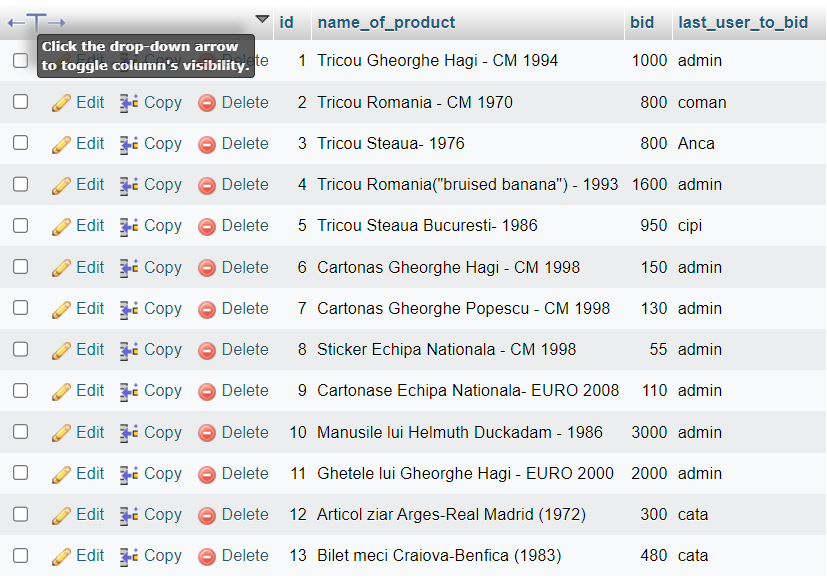 id name_of_product bid last_user_to_bid
Click the drop-down arrow
to toggle column's visibility.
1 Tricou Gheorghe Hagi - CM 1994 1000 admin
Edit Copy Delete 2 Tricou Romania - CM 1970 800 coman
Edit Copy Delete 3 Tricou Steaua- 1976 800 Anca
Edit Copy Delete 4 Tricou Romania("bruised banana") - 1993 1600 admin
Edit Copy Delete 5 Tricou Steaua Bucuresti- 1986 950 cipi
Edit Copy Delete 6 Cartonas Gheorghe Hagi - CM 1998 150 admin
Edit Copy Delete 7 Cartonas Gheorghe Popescu - CM 1998 130 admin
Edit Copy Delete 8 Sticker Echipa Nationala - CM 1998 55 admin
Edit Copy Delete 9 Cartonase Echipa Nationala- EURO 2008 110 admin
Edit Copy Delete 10 Manusile lui Helmuth Duckadam - 1986 3000 admin
Edit Copy Delete 11 Ghetele lui Gheorghe Hagi - EURO 2000 2000 admin
Edit Copy Delete 12 Articol ziar Arges-Real Madrid (1972) 300 cata
Edit Copy Delete 13 Bilet meci Craiova-Benfica (1983) 480 cata